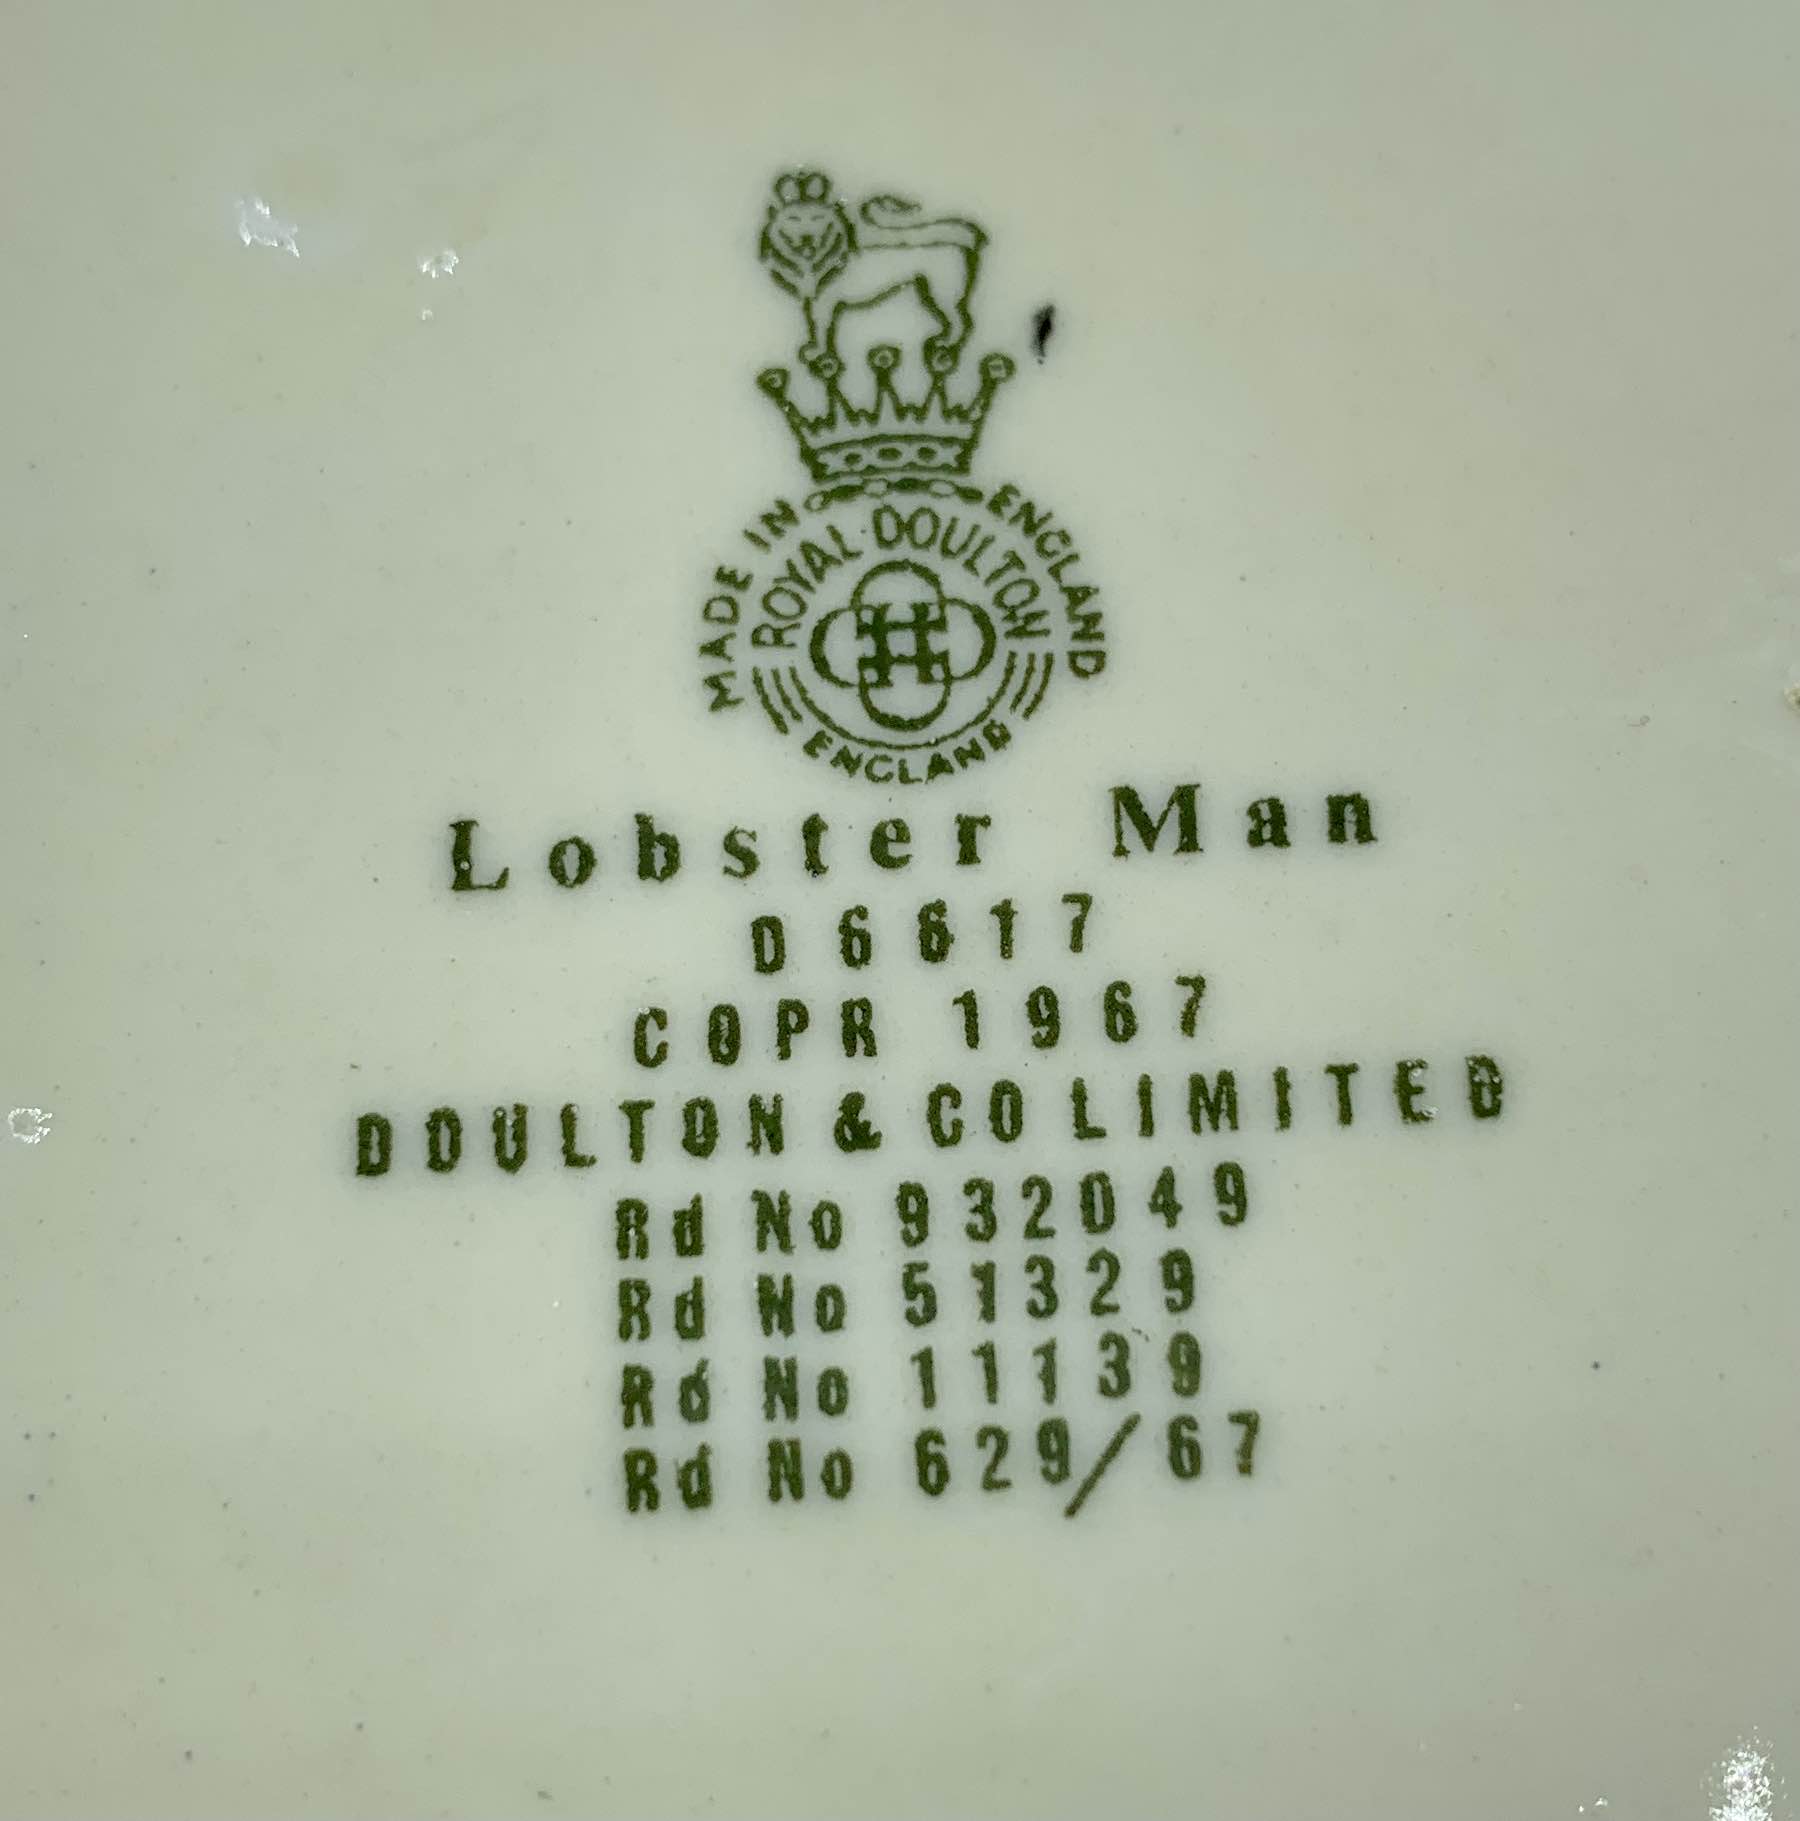 MADE IN ENGLAND
ROYAL DOULTON
ENGLAND
Lobster Man
D 6617
COPR 1967
DOULTON & CO LIMITED
Rd No 932049
Rd No 51329
Rd No 11139
Rd No 629/67